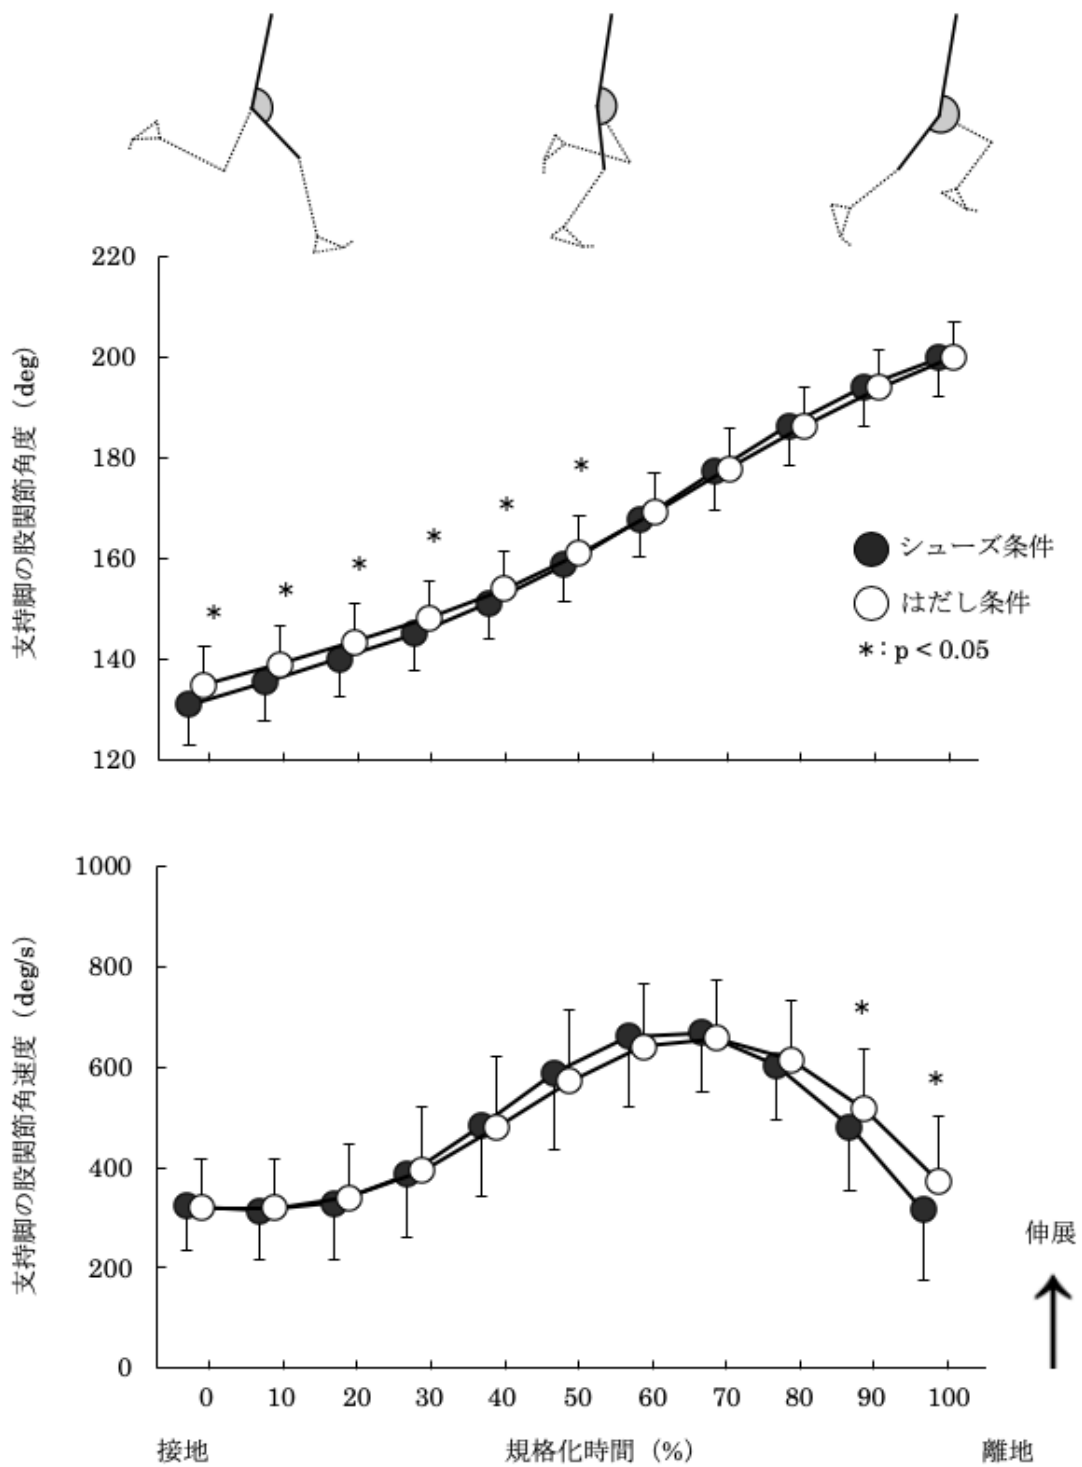 220
200
180
160
140
120
支持脚の股関節角度（deg）
*
*
*
*
*
*
シューズ条件
はだし条件
*：p < 0.05
1000
800
600
400
200
0
支持脚の股関節角速度（deg/s）
*
*
伸展
0 10 20 30 40 50 60 70 80 90 100
接地 規格化時間（%） 離地